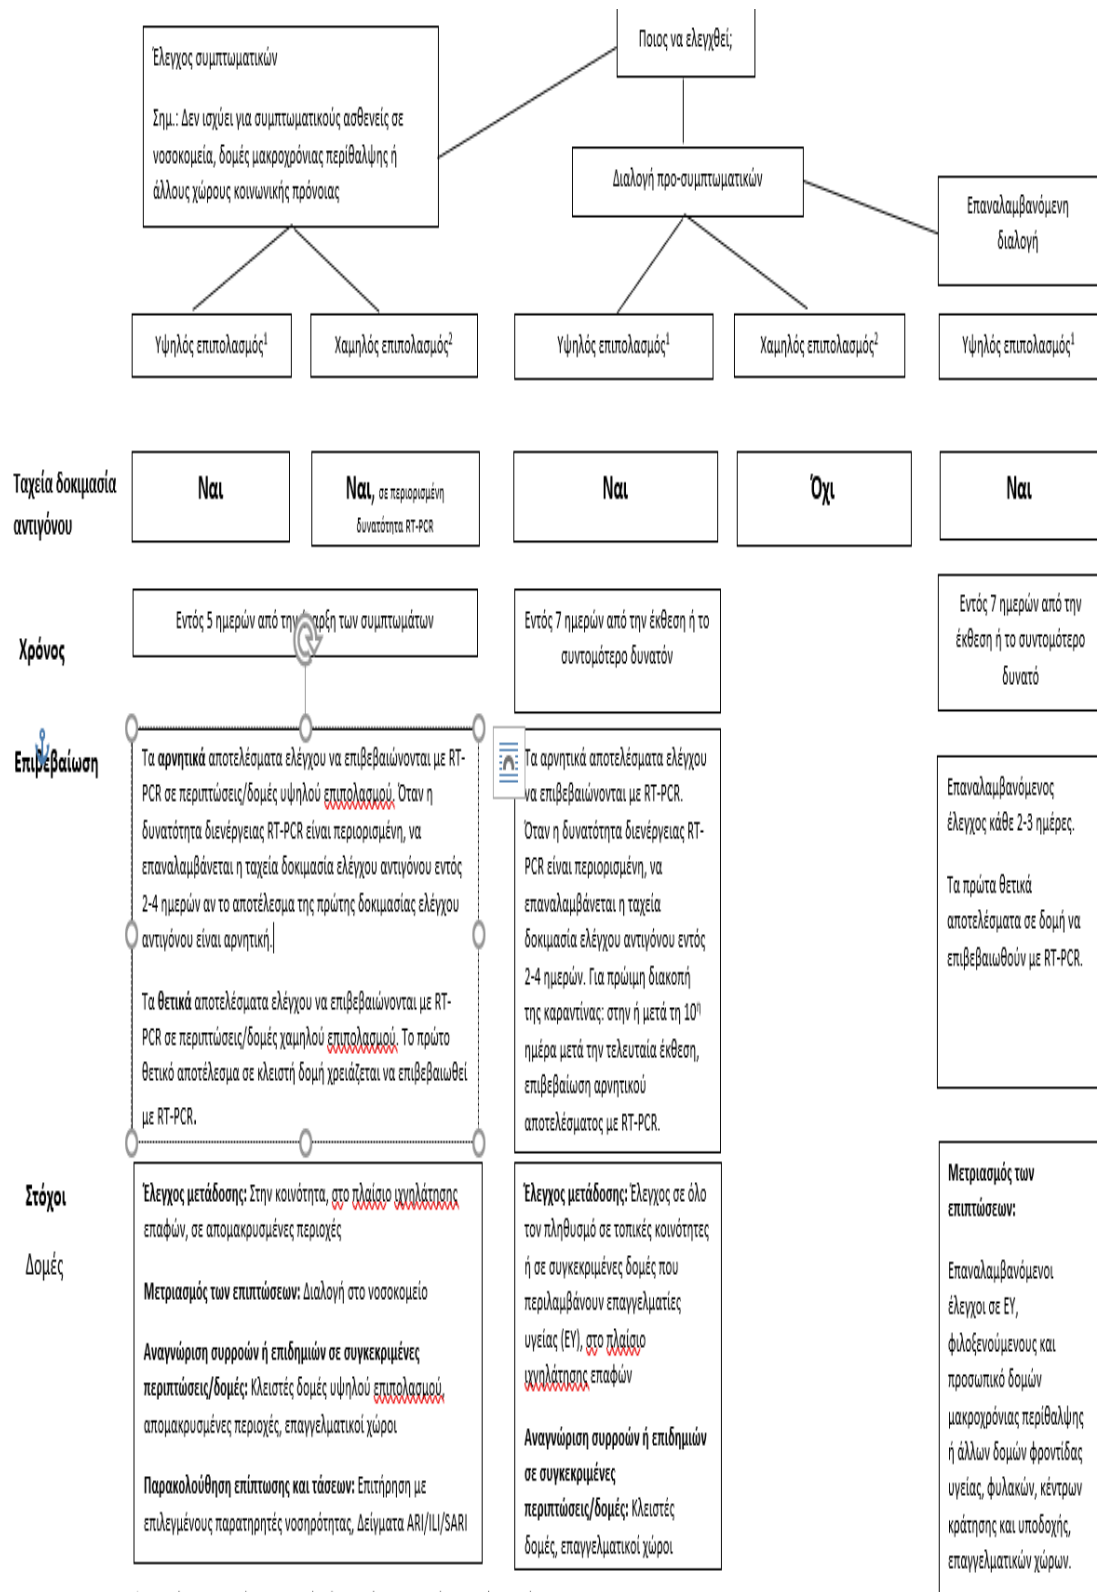 Ποιος να ελεγχθεί;
Έλεγχος συμπτωματικών
Σημ.: Δεν ισχύει για συμπτωματικούς ασθενείς σε
νοσοκομεία, δομές μακροχρόνιας περίθαλψης ή
άλλους χώρους κοινωνικής πρόνοιας
Διαλογή προ-συμπτωματικών
Επαναλαμβανόμενη
διαλογή
Υψηλός επιπολασμός1
Χαμηλός επιπολασμός2
Υψηλός επιπολασμός1
Χαμηλός επιπολασμός2
Υψηλός επιπολασμός1
Ταχεία δοκιμασία
αντιγόνου
Ναι
Ναι, σε περιορισμένη
δυνατότητα RT-PCR
Ναι
Όχι
Ναι
Χρόνος
Εντός 5 ημερών από την έναρξη των συμπτωμάτων
Εντός 7 ημερών από την έκθεση ή το
συντομότερο δυνατόν
Εντός 7 ημερών από την
έκθεση ή το συντομότερο
δυνατό
Επιβεβαίωση
Τα αρνητικά αποτελέσματα ελέγχου να επιβεβαιώνονται με RT-
PCR σε περιπτώσεις/δομές υψηλού επιπολασμού. Όταν η
δυνατότητα διενέργειας RT-PCR είναι περιορισμένη, να
επαναλαμβάνεται η ταχεία δοκιμασία ελέγχου αντιγόνου εντός
2-4 ημερών αν το αποτέλεσμα της πρώτης δοκιμασίας ελέγχου
αντιγόνου είναι αρνητική.
Τα θετικά αποτελέσματα ελέγχου να επιβεβαιώνονται με RT-
PCR σε περιπτώσεις/δομές χαμηλού επιπολασμού. Το πρώτο
θετικό αποτέλεσμα σε κλειστή δομή χρειάζεται να επιβεβαιωθεί
με RT-PCR.
Τα αρνητικά αποτελέσματα ελέγχου
να επιβεβαιώνονται με RT-PCR.
Όταν η δυνατότητα διενέργειας RT-
PCR είναι περιορισμένη, να
επαναλαμβάνεται η ταχεία
δοκιμασία ελέγχου αντιγόνου εντός
2-4 ημερών. Για πρώιμη διακοπή
της καραντίνας: στην ή μετά τη 10η
ημέρα μετά την τελευταία έκθεση,
επιβεβαίωση αρνητικού
αποτελέσματος με RT-PCR.
Επαναλαμβανόμενος
έλεγχος κάθε 2-3 ημέρες.
Τα πρώτα θετικά
αποτελέσματα σε δομή να
επιβεβαιωθούν με RT-PCR.
Στόχοι
Δομές
Έλεγχος μετάδοσης: Στην κοινότητα, στο πλαίσιο ιχνηλάτησης
επαφών, σε απομακρυσμένες περιοχές
Μετριασμός των επιπτώσεων: Διαλογή στο νοσοκομείο
Αναγνώριση συρροών ή επιδημιών σε συγκεκριμένες
περιπτώσεις/δομές: Κλειστές δομές υψηλού επιπολασμού,
απομακρυσμένες περιοχές, επαγγελματικοί χώροι
Παρακολούθηση επίπτωσης και τάσεων: Επιτήρηση με
επιλεγμένους παρατηρητές νοσηρότητας, Δείγματα ARI/ILI/SARI
Έλεγχος μετάδοσης: Έλεγχος σε όλο
τον πληθυσμό σε τοπικές κοινότητες
ή σε συγκεκριμένες δομές που
περιλαμβάνουν επαγγελματίες
υγείας (ΕΥ), στο πλαίσιο
ιχνηλάτησης επαφών
Αναγνώριση συρροών ή επιδημιών
σε συγκεκριμένες
περιπτώσεις/δομές: Κλειστές
δομές, επαγγελματικοί χώροι
Μετριασμός των
επιπτώσεων:
Επαναλαμβανόμενοι
έλεγχοι σε ΕΥ,
φιλοξενούμενους και
προσωπικό δομών
μακροχρόνιας περίθαλψης
ή άλλων δομών φροντίδας
υγείας, φυλακών, κέντρων
κράτησης και υποδοχής,
επαγγελματικών χώρων.